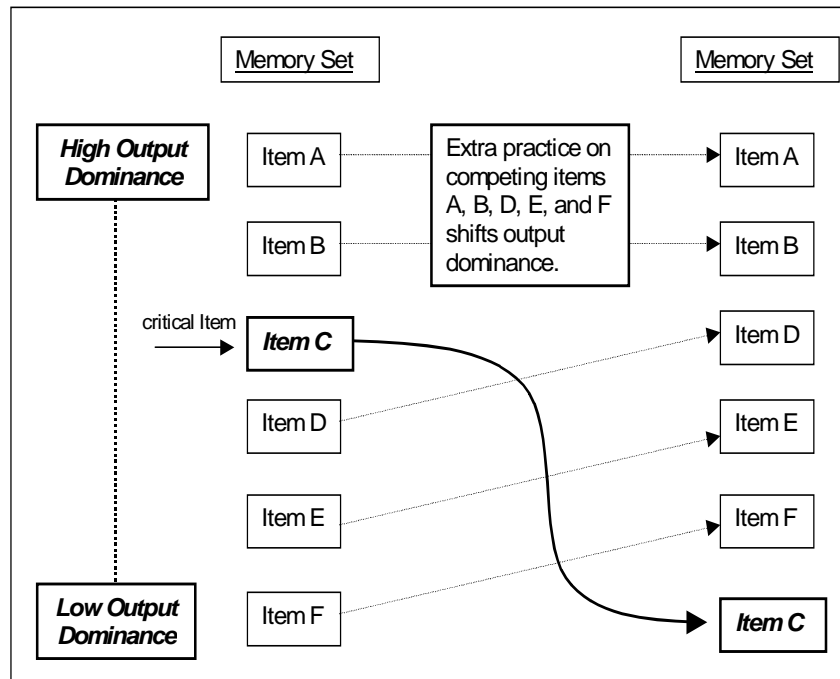 Memory Set
Memory Set
High Output
Dominance
Item A
Extra practice on
competing items
A, B, D, E, and F
shifts output
dominance.
Item A
Item B
Item B
critical Item
Item C
Item D
Item D
Item E
Item E
Item F
Low Output
Dominance
Item F
Item C